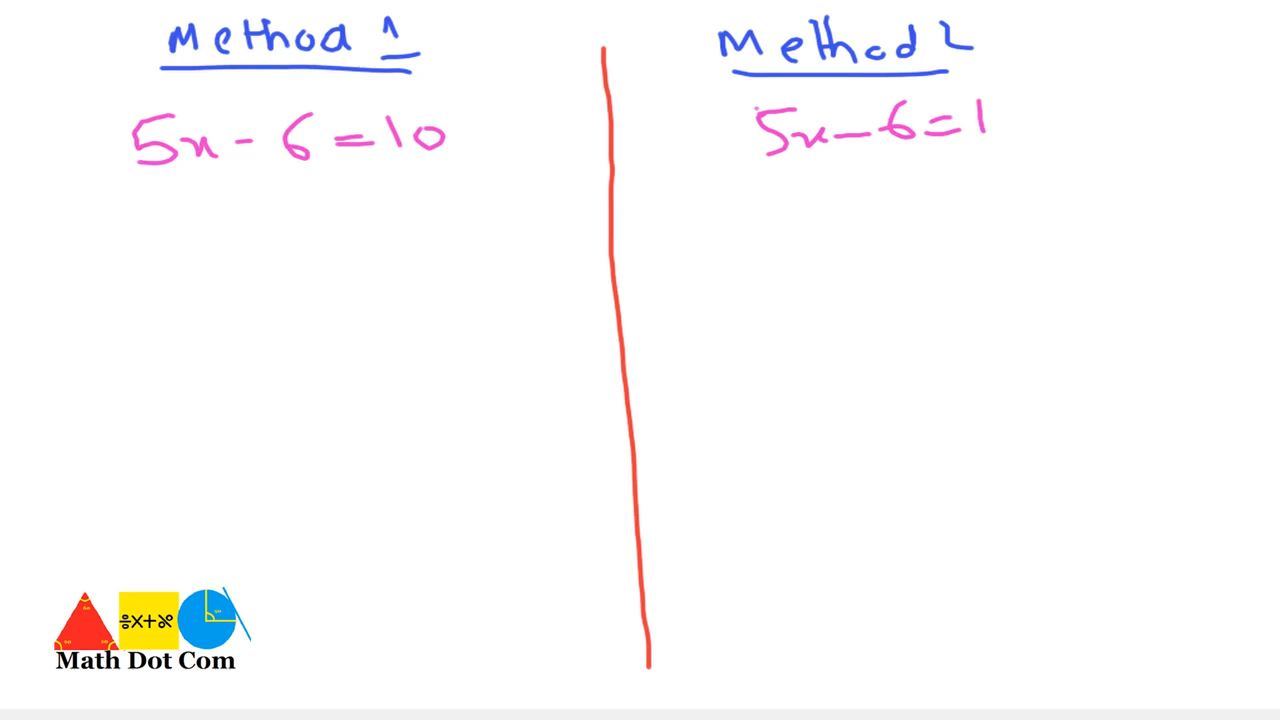 Method 1
5x - 6 = 10
Method 2
5x - 6 = 1
÷x+%
Math Dot Com